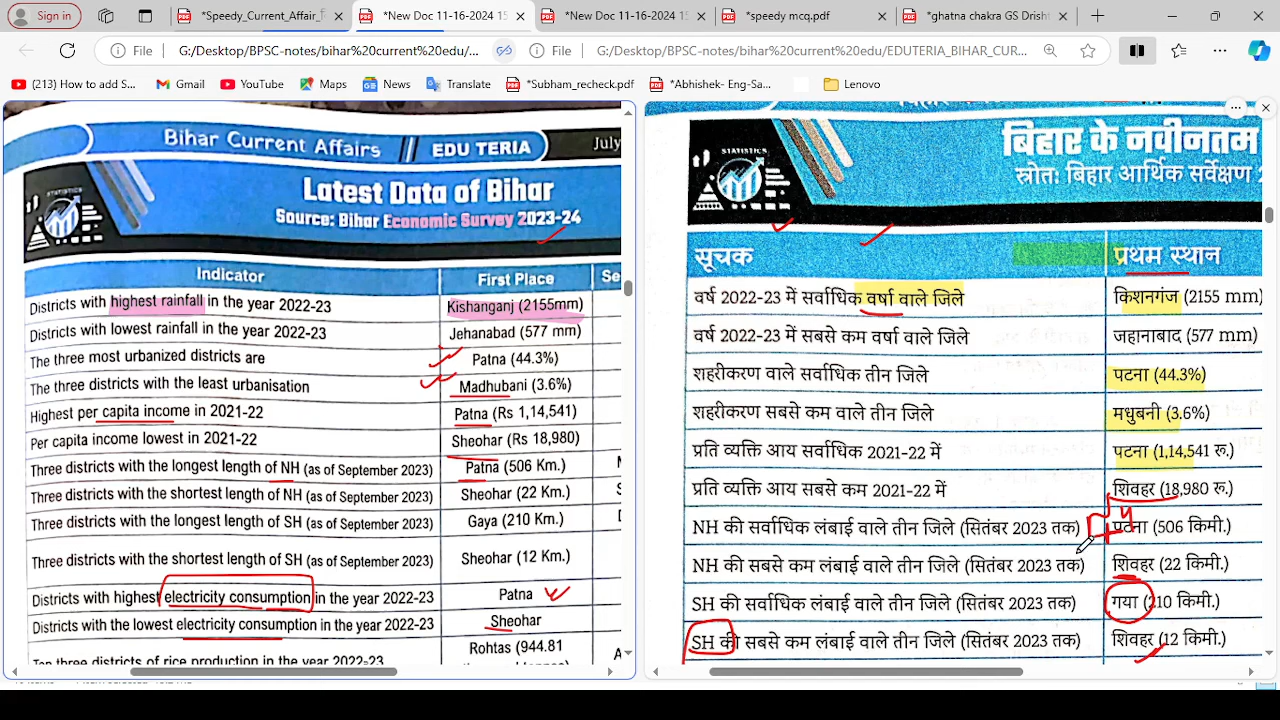 Sign in
*Speedy_Current_Affair_
*New Doc 11-16-2024 15
*New Doc 11-16-2024 15
*speedy mcq.pdf
*ghatna chakra GS Drisht
File
G:/Desktop/BPSC-notes/bihar%20current%20edu/...
File
G:/Desktop/BPSC-notes/bihar%20current%20edu/EDUTERIA_BIHAR_CUR...
(213) How to add S...
Gmail
YouTube
Maps
News
Translate
*Subham_recheck.pdf
*Abhishek- Eng-Sa...
Lenovo
Bihar Current Affairs // EDU TERIA
July
STATISTICS
Latest Data of Bihar
Source: Bihar Economic Survey 2023-24
Indicator First Place Se
Districts with highest rainfall in the year 2022-23 Kishanganj (2155mm)
Districts with lowest rainfall in the year 2022-23 Jehanabad (577 mm)
The three most urbanized districts are Patna (44.3%)
The three districts with the least urbanisation Madhubani (3.6%)
Highest per capita income in 2021-22 Patna (Rs 1,14,541)
Per capita income lowest in 2021-22 Sheohar (Rs 18,980)
Three districts with the longest length of NH (as of September 2023) Patna (506 Km.)
Three districts with the shortest length of NH (as of September 2023) Sheohar (22 Km.)
Three districts with the longest length of SH (as of September 2023) Gaya (210 Km.)
Three districts with the shortest length of SH (as of September 2023) Sheohar (12 Km.)
Districts with highest electricity consumption in the year 2022-23 Patna
Districts with the lowest electricity consumption in the year 2022-23 Sheohar
Top three districts of rice production in the year 2022-23 Rohtas (944.81
STATISTICS
बिहार के नवीनतम
स्रोत: बिहार आर्थिक सर्वेक्षण
सूचक प्रथम स्थान
वर्ष 2022-23 में सर्वाधिक वर्षा वाले जिले किशनगंज (2155 mm)
वर्ष 2022-23 में सबसे कम वर्षा वाले जिले जहानाबाद (577 mm)
शहरीकरण वाले सर्वाधिक तीन जिले पटना (44.3%)
शहरीकरण सबसे कम वाले तीन जिले मधुबनी (3.6%)
प्रति व्यक्ति आय सर्वाधिक 2021-22 में पटना (1,14,541 रु.)
प्रति व्यक्ति आय सबसे कम 2021-22 में शिवहर (18,980 रु.)
NH की सर्वाधिक लंबाई वाले तीन जिले (सितंबर 2023 तक) पटना (506 किमी.)
NH की सबसे कम लंबाई वाले तीन जिले (सितंबर 2023 तक) शिवहर (22 किमी.)
SH की सर्वाधिक लंबाई वाले तीन जिले (सितंबर 2023 तक) गया (210 किमी.)
SH की सबसे कम लंबाई वाले तीन जिले (सितंबर 2023 तक) शिवहर (12 किमी.)